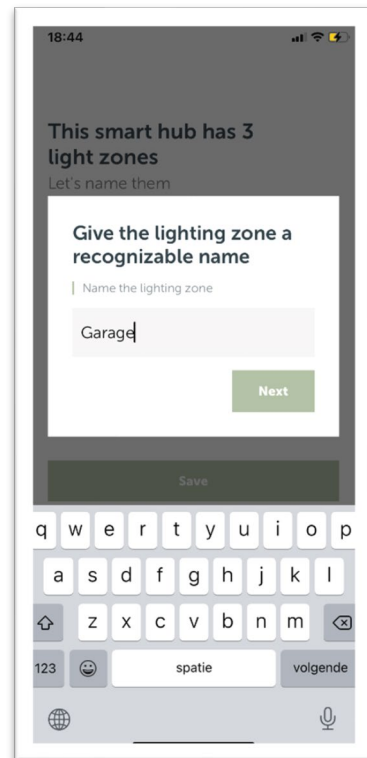 18:44
This smart hub has 3
light zones
Let's name them
Give the lighting zone a
recognizable name
Name the lighting zone
Garage
Next
Save
q w e r t y u i o p
a s d f g h j k l
z x c v b n m
123 spatie volgende